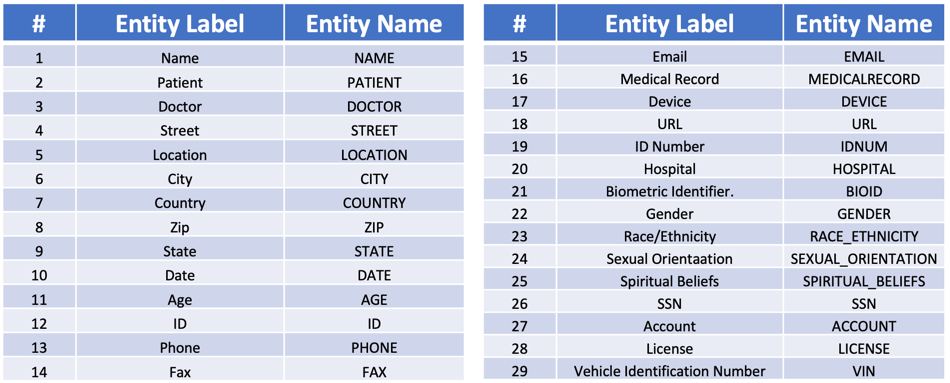 # Entity Label Entity Name
1 Name NAME
2 Patient PATIENT
3 Doctor DOCTOR
4 Street STREET
5 Location LOCATION
6 City CITY
7 Country COUNTRY
8 Zip ZIP
9 State STATE
10 Date DATE
11 Age AGE
12 ID ID
13 Phone PHONE
14 Fax FAX
# Entity Label Entity Name
15 Email EMAIL
16 Medical Record MEDICALRECORD
17 Device DEVICE
18 URL URL
19 ID Number IDNUM
20 Hospital HOSPITAL
21 Biometric Identifier. BIOID
22 Gender GENDER
23 Race/Ethnicity RACE_ETHNICITY
24 Sexual Orientaation SEXUAL_ORIENTATION
25 Spiritual Beliefs SPIRITUAL_BELIEFS
26 SSN SSN
27 Account ACCOUNT
28 License LICENSE
29 Vehicle Identification Number VIN